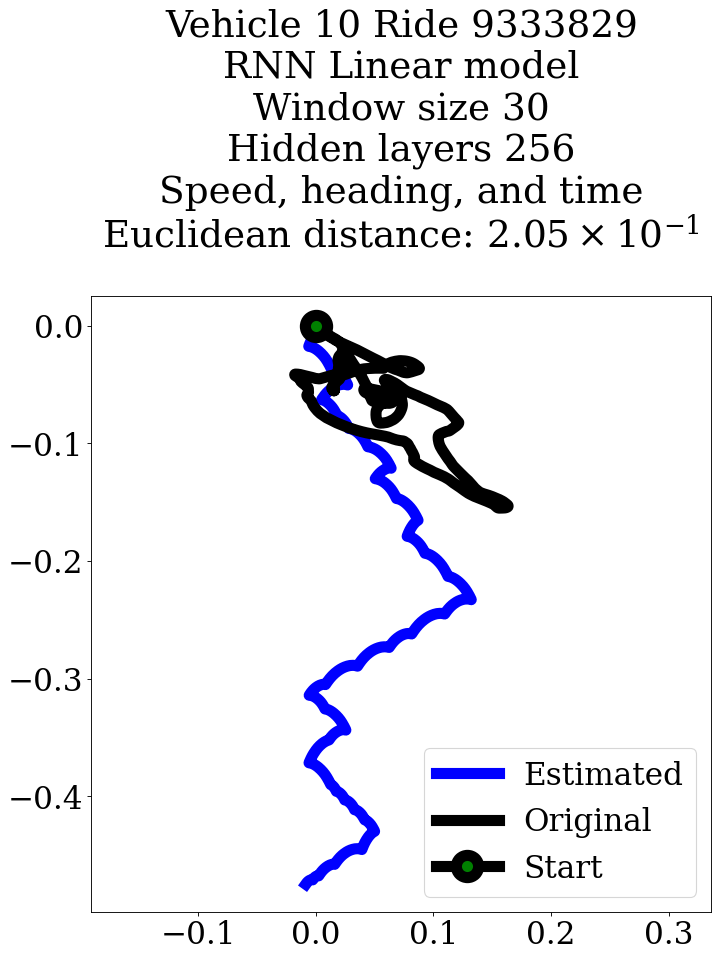 Vehicle 10 Ride 9333829
RNN Linear model
Window size 30
Hidden layers 256
Speed, heading, and time
Euclidean distance: 2.05 × 10⁻¹
0.0
−0.1
−0.2
−0.3
−0.4
Estimated
Original
Start
−0.1 0.0 0.1 0.2 0.3